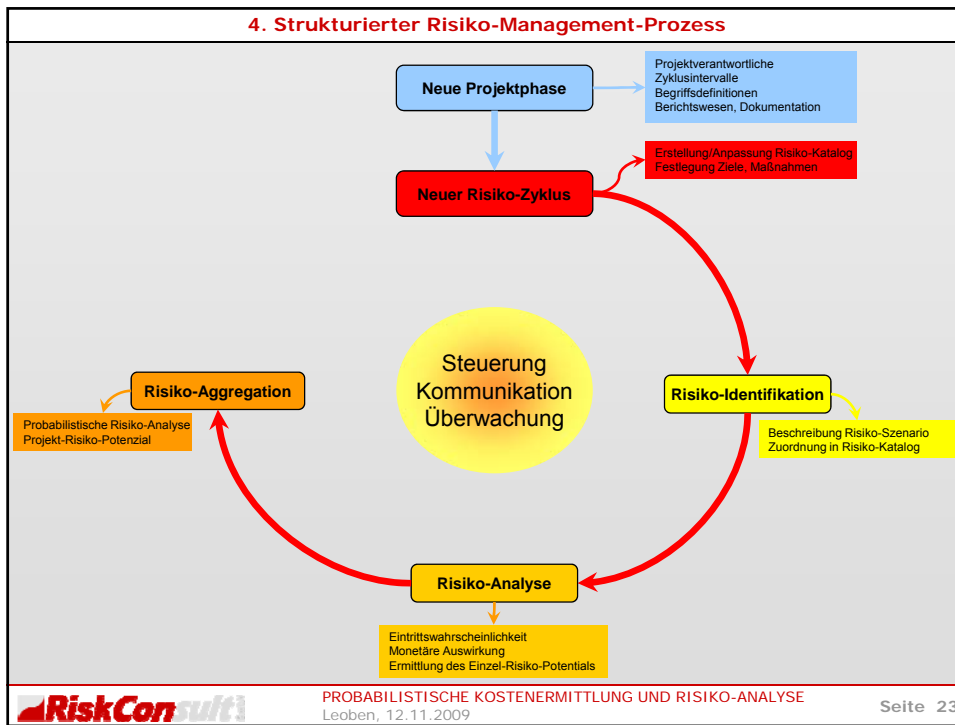 4. Strukturierter Risiko-Management-Prozess
Neue Projektphase
Projektverantwortliche
Zyklusintervalle
Begriffsdefinitionen
Berichtswesen, Dokumentation
Neuer Risiko-Zyklus
Erstellung/Anpassung Risiko-Katalog
Festlegung Ziele, Maßnahmen
Steuerung
Kommunikation
Überwachung
Risiko-Identifikation
Beschreibung Risiko-Szenario
Zuordnung in Risiko-Katalog
Risiko-Analyse
Eintrittswahrscheinlichkeit
Monetäre Auswirkung
Ermittlung des Einzel-Risiko-Potentials
Risiko-Aggregation
Probabilistische Risiko-Analyse
Projekt-Risiko-Potenzial
RiskConsult
PROBABILISTISCHE KOSTENERMITTLUNG UND RISIKO-ANALYSE
Leoben, 12.11.2009
Seite 23